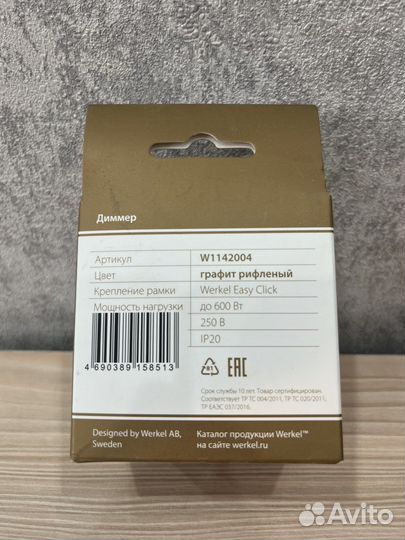 Диммер
Артикул W1142004
Цвет графит рифленый
Крепление рамки Werkel Easy Click
Мощность нагрузки до 600 Вт
250 В
IP20
4 690389 158513
EAC
Срок службы 10 лет. Товар сертифицирован.
Соответствует ТР ТС 004/2011, ТР ТС 020/2011,
ТР ЕАЭС 037/2016.
Designed by Werkel AB,
Sweden
Каталог продукции Werkel™
на сайте werkel.ru
Avito